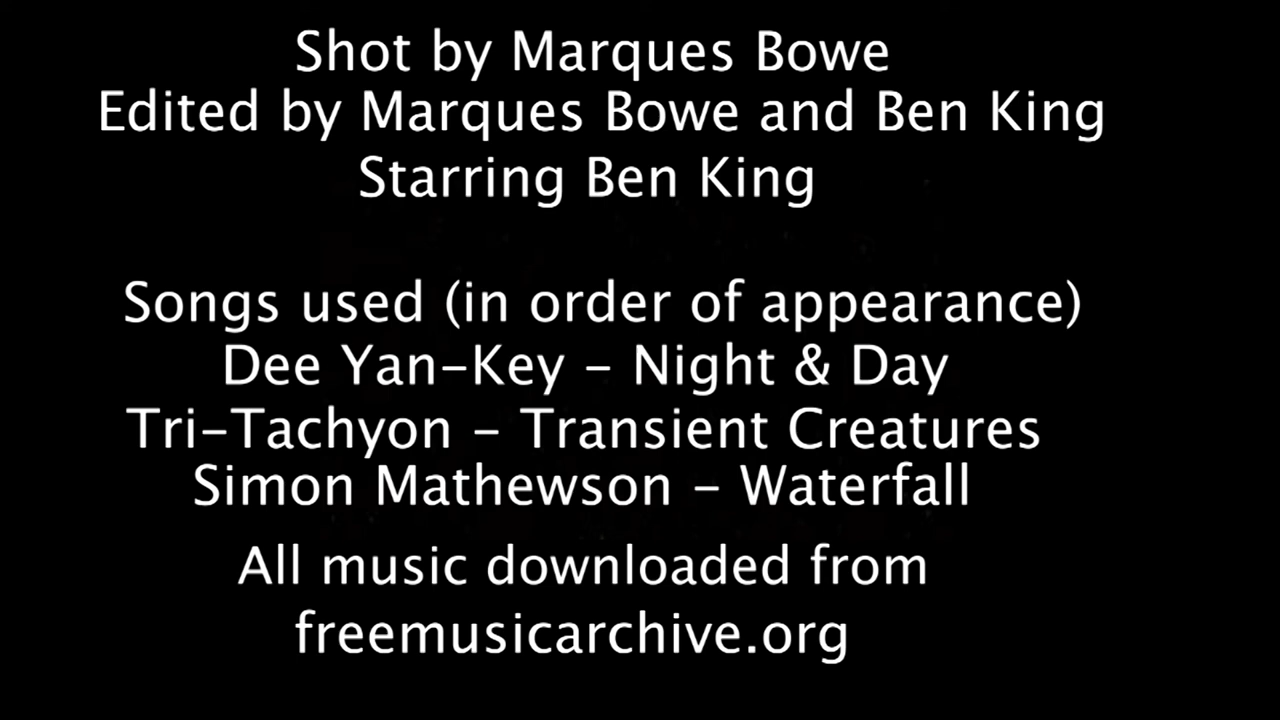 Shot by Marques Bowe
Edited by Marques Bowe and Ben King
Starring Ben King
Songs used (in order of appearance)
Dee Yan-Key - Night & Day
Tri-Tachyon - Transient Creatures
Simon Mathewson - Waterfall
All music downloaded from
freemusicarchive.org